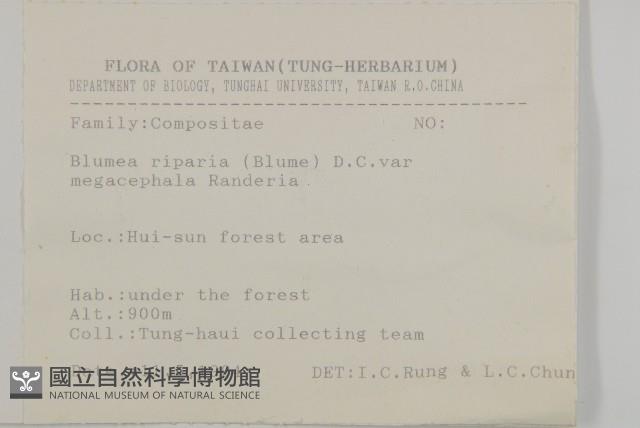 FLORA OF TAIWAN(TUNG-HERBARIUM)
DEPARTMENT OF BIOLOGY, TUNGHAI UNIVERSITY, TAIWAN R.O.CHINA
Family:Compositae NO:
Blumea riparia (Blume) D.C.var
megacephala Randeria
Loc.:Hui-sun forest area
Hab.:under the forest
Alt.:900m
Coll.:Tung-haui collecting team
DET:I.C.Rung & L.C.Chun
國立自然科學博物館
NATIONAL MUSEUM OF NATURAL SCIENCE